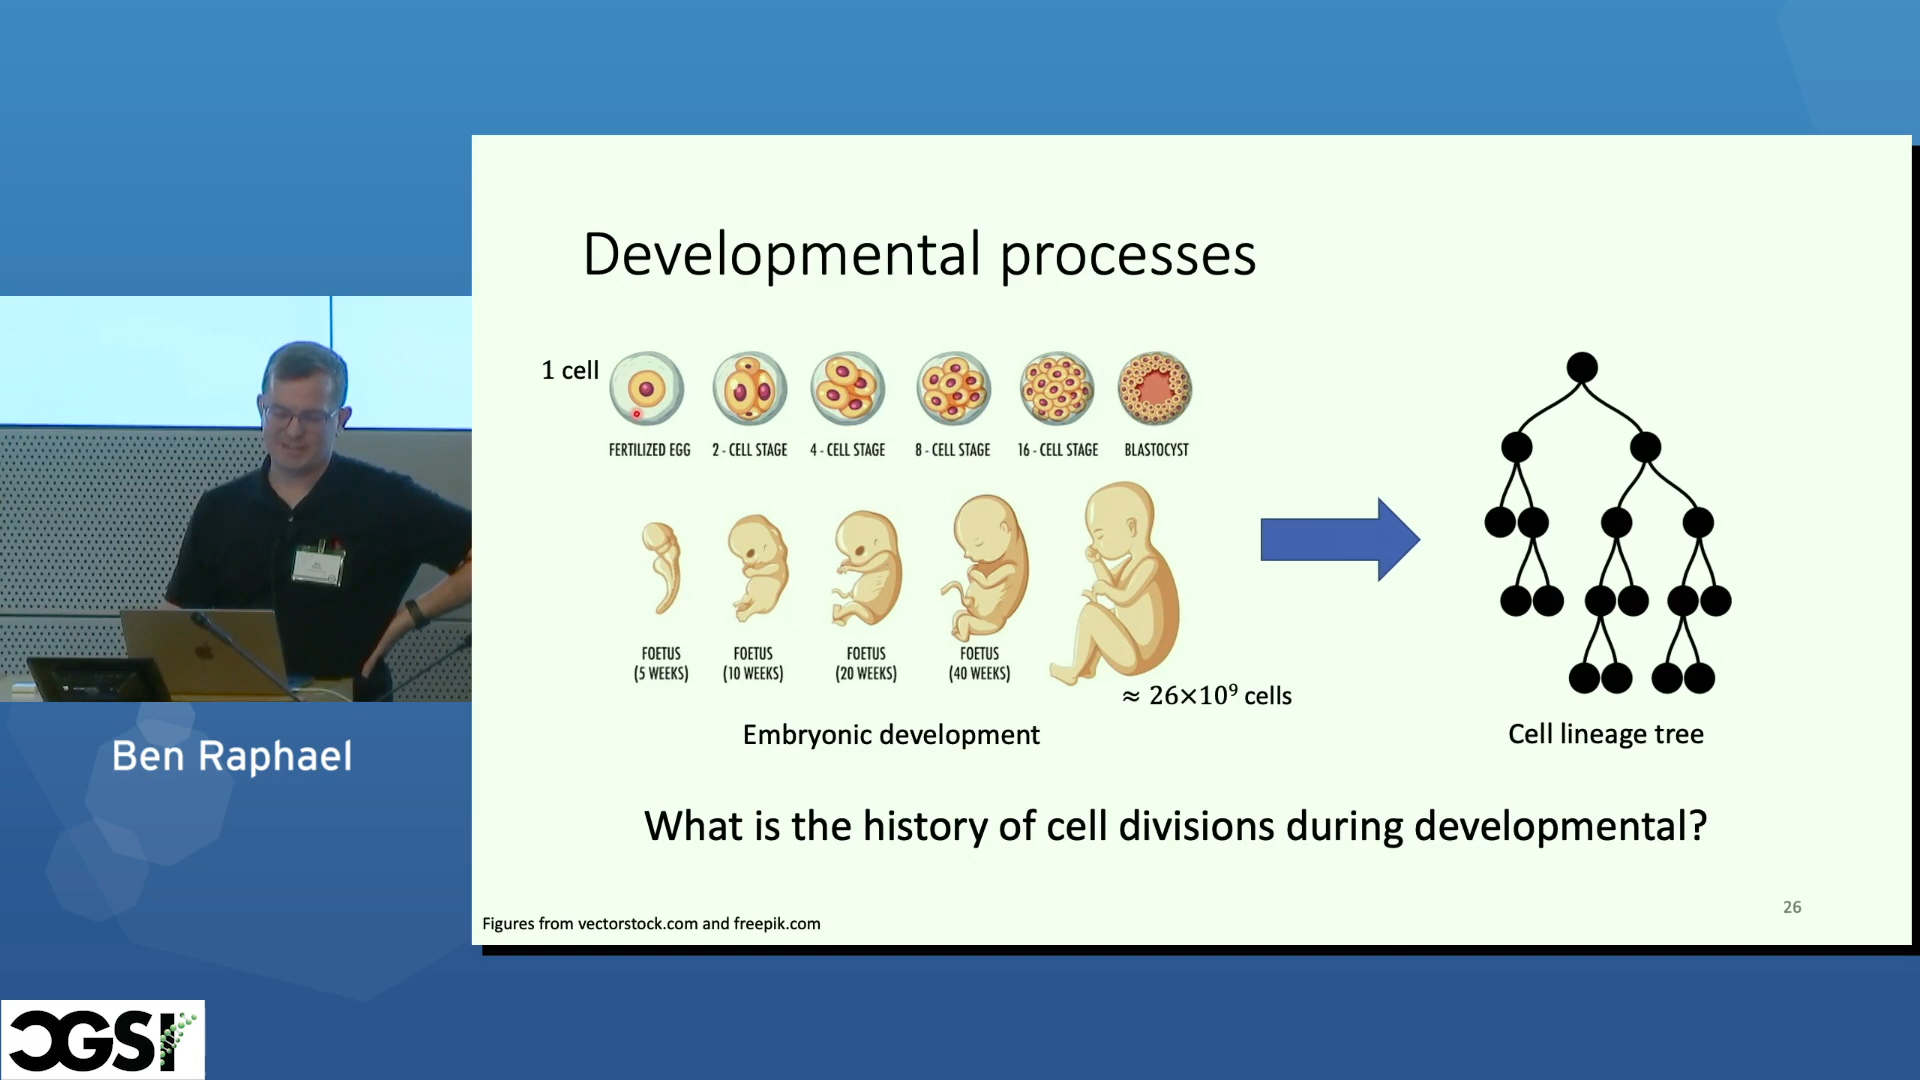 Developmental processes
1 cell
FERTILIZED EGG 2 - CELL STAGE 4 - CELL STAGE 8 - CELL STAGE 16 - CELL STAGE BLASTOCYST
FOETUS (5 WEEKS)
FOETUS (10 WEEKS)
FOETUS (20 WEEKS)
FOETUS (40 WEEKS)
≈ 26×10⁹ cells
Embryonic development
Cell lineage tree
What is the history of cell divisions during developmental?
26
Figures from vectorstock.com and freepik.com
Ben Raphael
CGSI